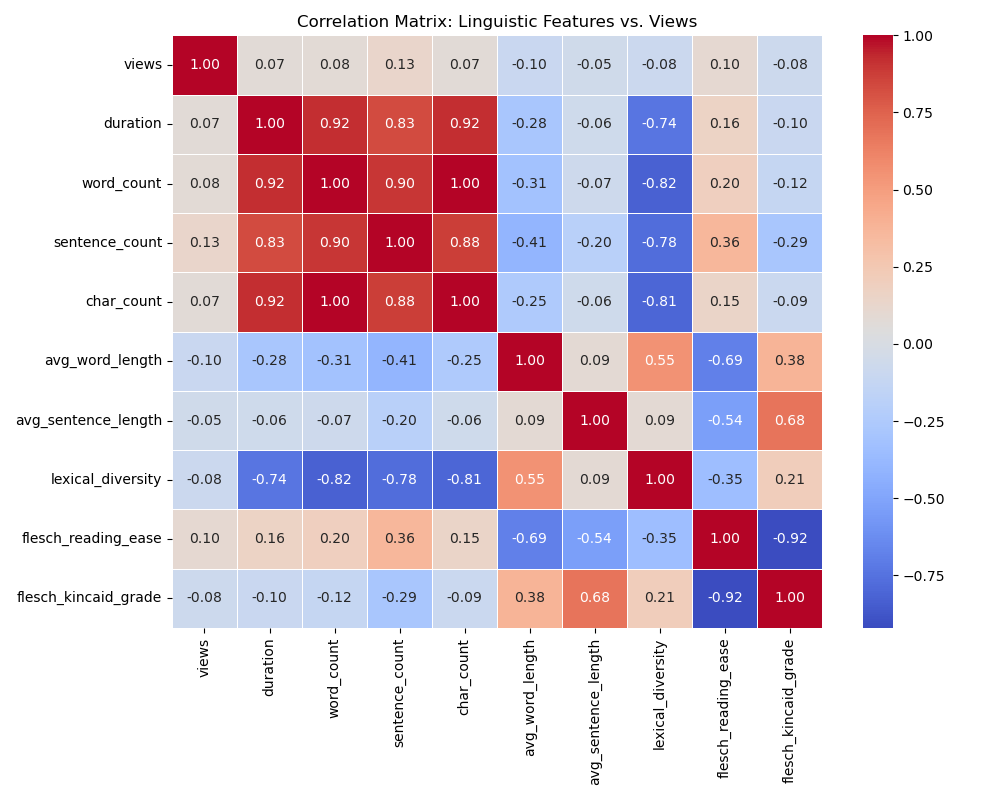 Correlation Matrix: Linguistic Features vs. Views
views 1.00 0.07 0.08 0.13 0.07 -0.10 -0.05 -0.08 0.10 -0.08
duration 0.07 1.00 0.92 0.83 0.92 -0.28 -0.06 -0.74 0.16 -0.10
word_count 0.08 0.92 1.00 0.90 1.00 -0.31 -0.07 -0.82 0.20 -0.12
sentence_count 0.13 0.83 0.90 1.00 0.88 -0.41 -0.20 -0.78 0.36 -0.29
char_count 0.07 0.92 1.00 0.88 1.00 -0.25 -0.06 -0.81 0.15 -0.09
avg_word_length -0.10 -0.28 -0.31 -0.41 -0.25 1.00 0.09 0.55 -0.69 0.38
avg_sentence_length -0.05 -0.06 -0.07 -0.20 -0.06 0.09 1.00 0.09 -0.54 0.68
lexical_diversity -0.08 -0.74 -0.82 -0.78 -0.81 0.55 0.09 1.00 -0.35 0.21
flesch_reading_ease 0.10 0.16 0.20 0.36 0.15 -0.69 -0.54 -0.35 1.00 -0.92
flesch_kincaid_grade -0.08 -0.10 -0.12 -0.29 -0.09 0.38 0.68 0.21 -0.92 1.00
views
duration
word_count
sentence_count
char_count
avg_word_length
avg_sentence_length
lexical_diversity
flesch_reading_ease
flesch_kincaid_grade
1.00
0.75
0.50
0.25
0.00
−0.25
−0.50
−0.75